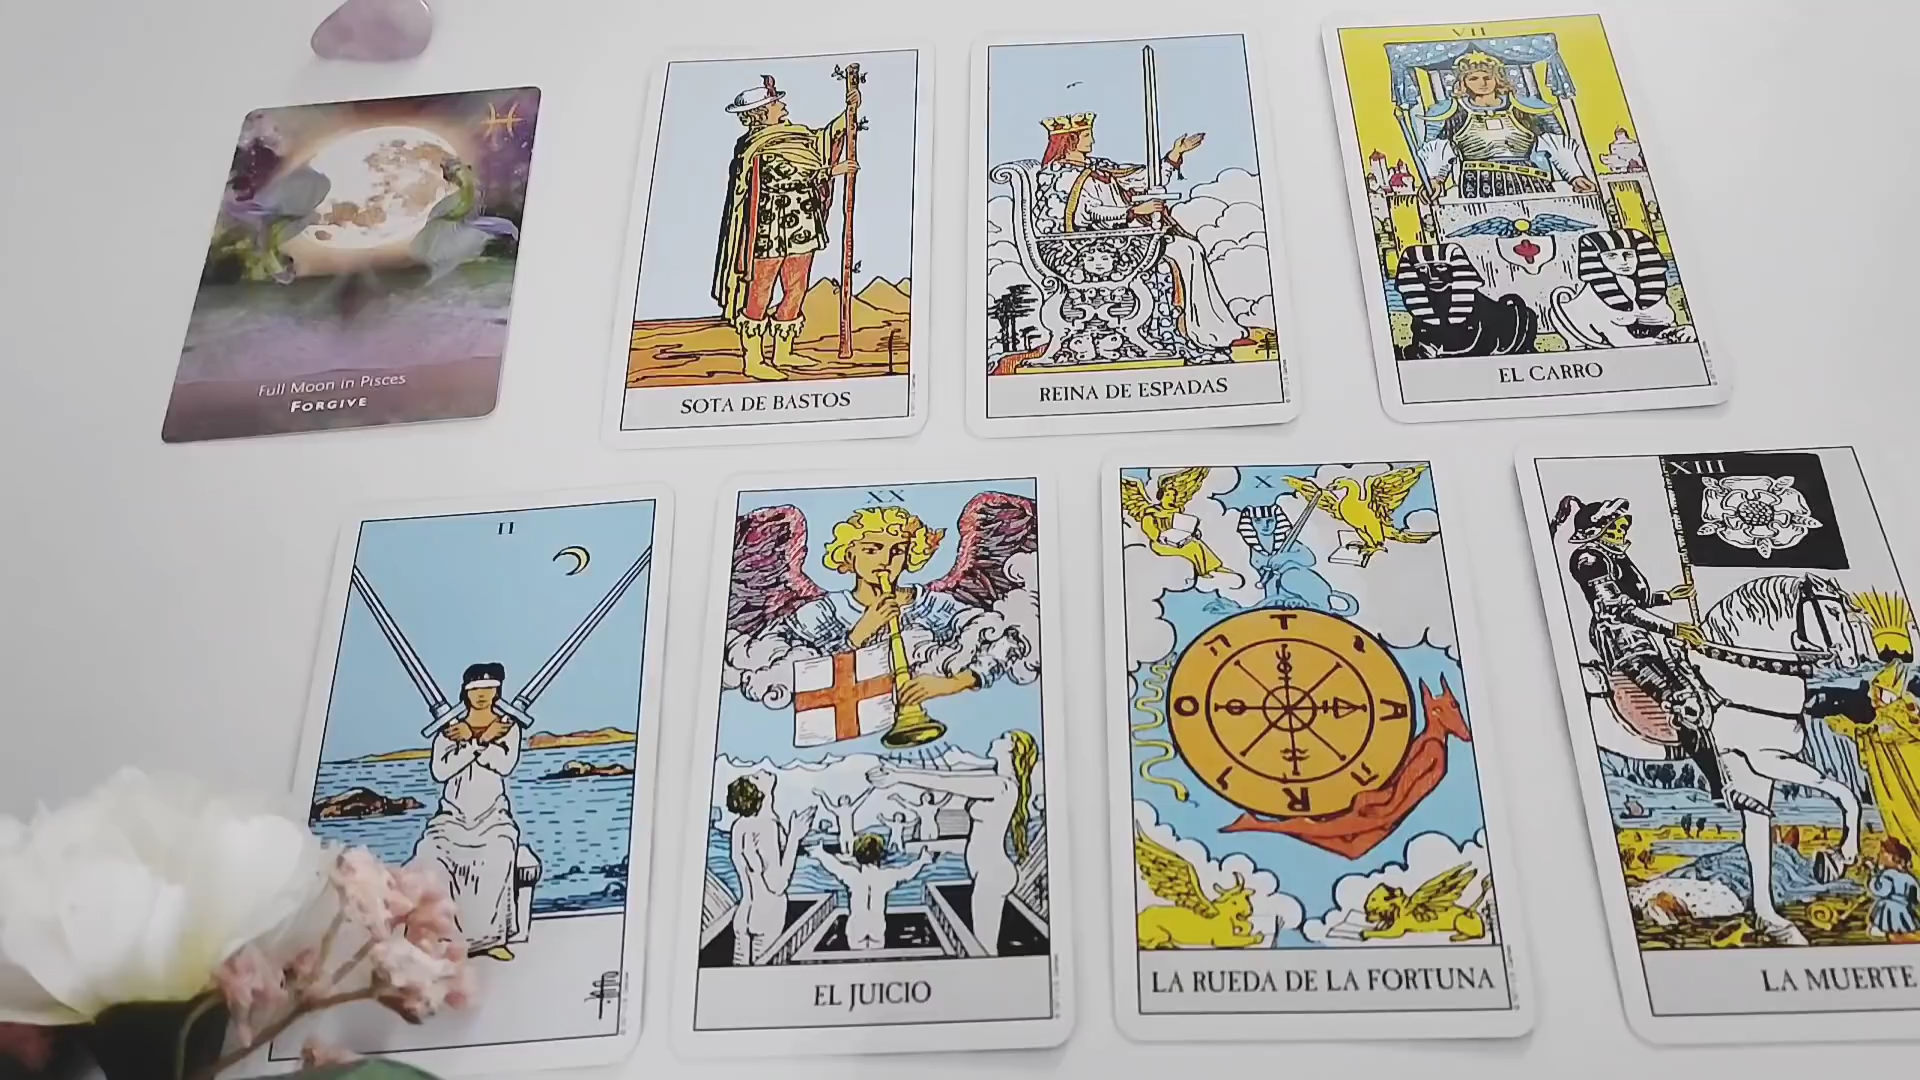 Full Moon in Pisces
FORGIVE
SOTA DE BASTOS
REINA DE ESPADAS
VII
EL CARRO
II
XX
EL JUICIO
X
T
A
R
O
LA RUEDA DE LA FORTUNA
XIII
LA MUERTE